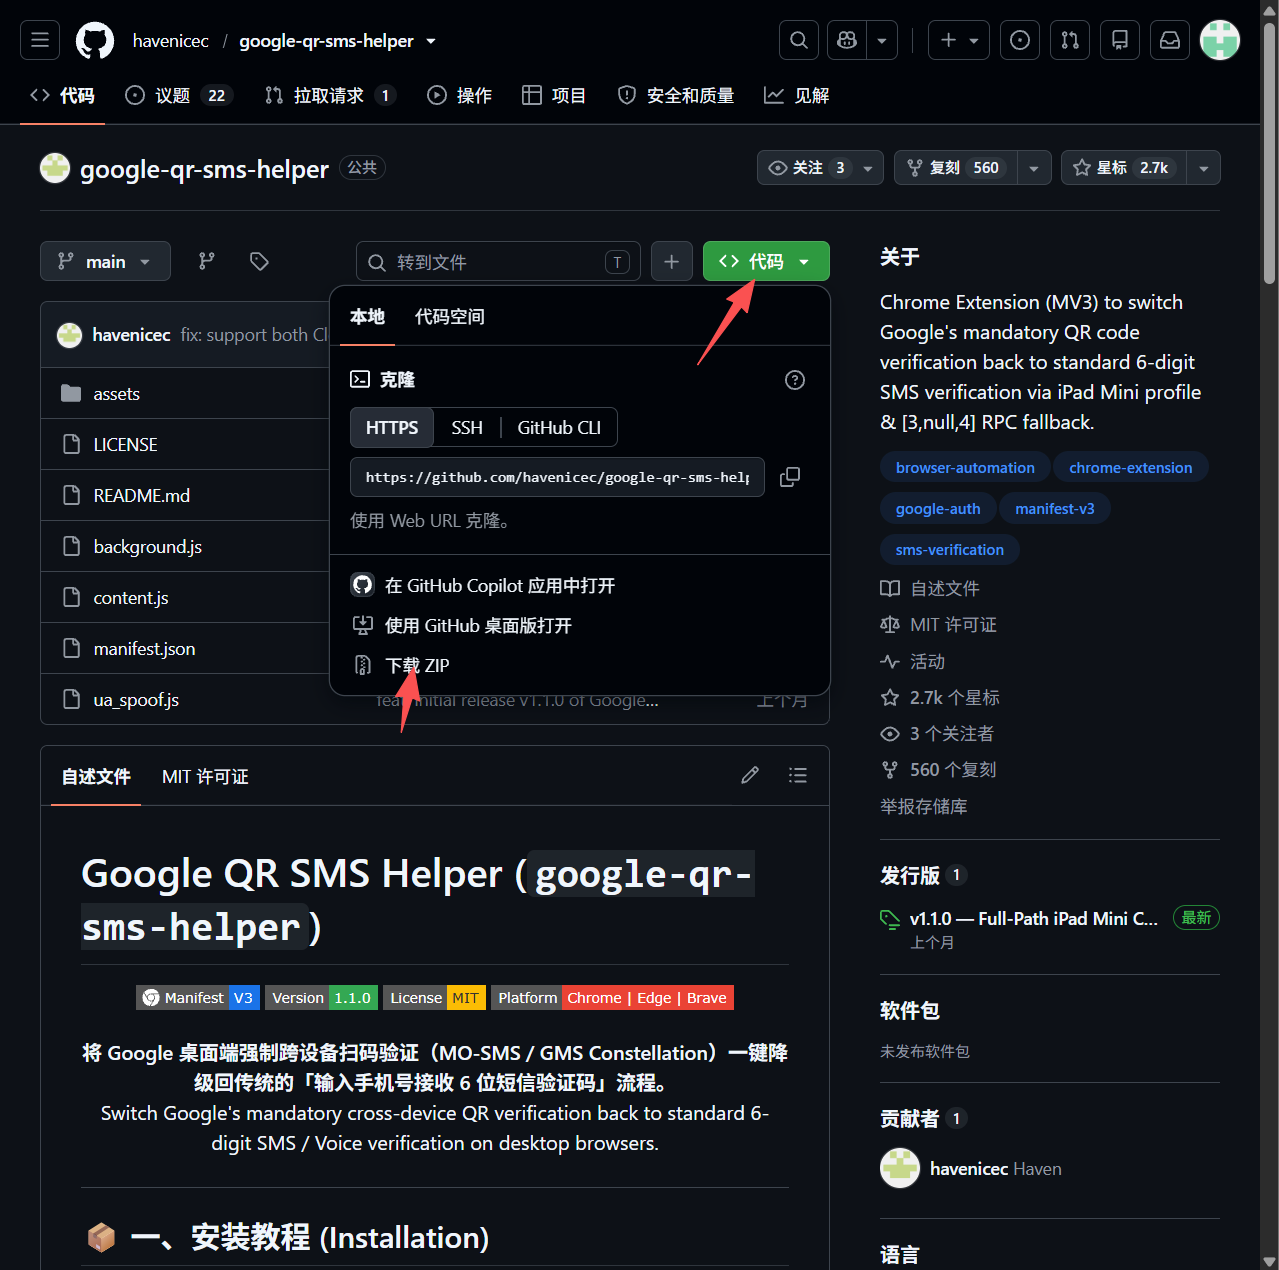 havenicec / google-qr-sms-helper
代码 议题 22 拉取请求 1 操作 项目 安全和质量 见解
google-qr-sms-helper 公共
关注 3 复刻 560 星标 2.7k
main 转到文件 T 代码
havenicec fix: support both Cl
assets
LICENSE
README.md
background.js
content.js
manifest.json
ua_spoof.js feat: initial release v1.1.0 of Google... 上个月
本地 代码空间
克隆
HTTPS SSH GitHub CLI
https://github.com/havenicec/google-qr-sms-help
使用 Web URL 克隆。
在 GitHub Copilot 应用中打开
使用 GitHub 桌面版打开
下载 ZIP
自述文件 MIT 许可证
Google QR SMS Helper (google-qr-
sms-helper)
Manifest V3 Version 1.1.0 License MIT Platform Chrome | Edge | Brave
将 Google 桌面端强制跨设备扫码验证（MO-SMS / GMS Constellation）一键降
级回传统的「输入手机号接收 6 位短信验证码」流程。
Switch Google's mandatory cross-device QR verification back to standard 6-
digit SMS / Voice verification on desktop browsers.
一、安装教程 (Installation)
关于
Chrome Extension (MV3) to switch
Google's mandatory QR code
verification back to standard 6-digit
SMS verification via iPad Mini profile
& [3,null,4] RPC fallback.
browser-automation chrome-extension
google-auth manifest-v3
sms-verification
自述文件
MIT 许可证
活动
2.7k 个星标
3 个关注者
560 个复刻
举报存储库
发行版 1
v1.1.0 — Full-Path iPad Mini C... 最新
上个月
软件包
未发布软件包
贡献者 1
havenicec Haven
语言